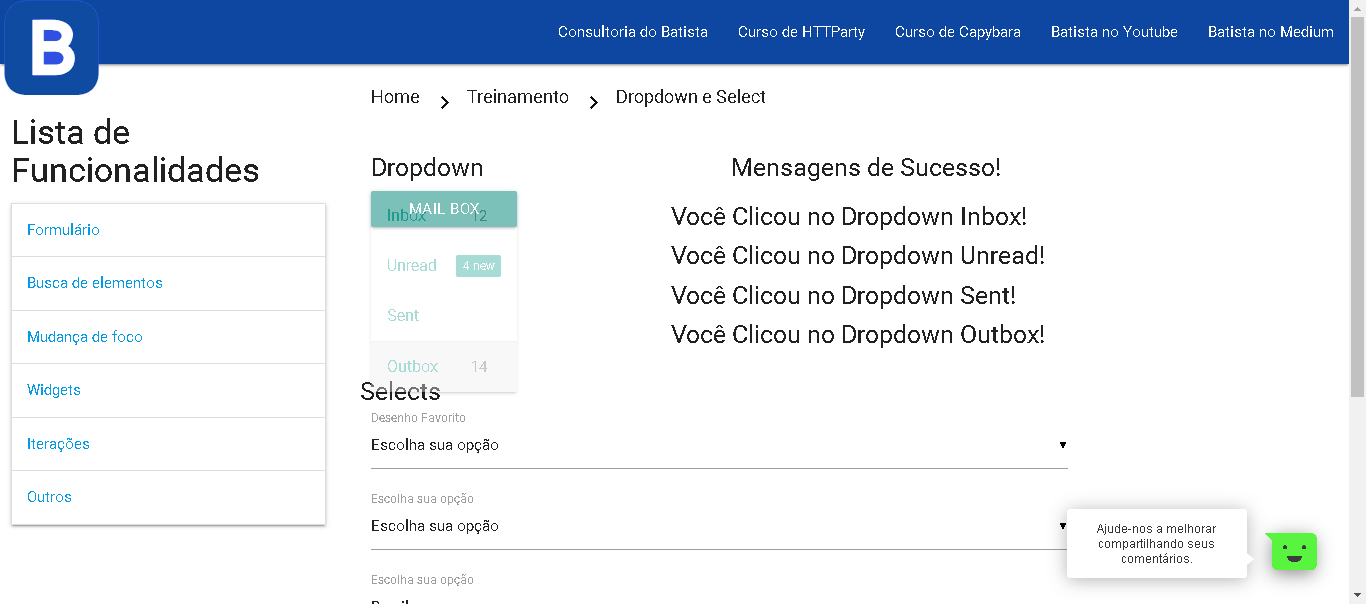 B
Consultoria do Batista Curso de HTTParty Curso de Capybara Batista no Youtube Batista no Medium
Home Treinamento Dropdown e Select
Lista de
Funcionalidades
Formulário
Busca de elementos
Mudança de foco
Widgets
Iterações
Outros
Dropdown
MAIL BOX
Inbox 12
Unread 4 new
Sent
Outbox 14
Mensagens de Sucesso!
Você Clicou no Dropdown Inbox!
Você Clicou no Dropdown Unread!
Você Clicou no Dropdown Sent!
Você Clicou no Dropdown Outbox!
Selects
Desenho Favorito
Escolha sua opção
Escolha sua opção
Escolha sua opção
Escolha sua opção
Ajude-nos a melhorar
compartilhando seus
comentários.